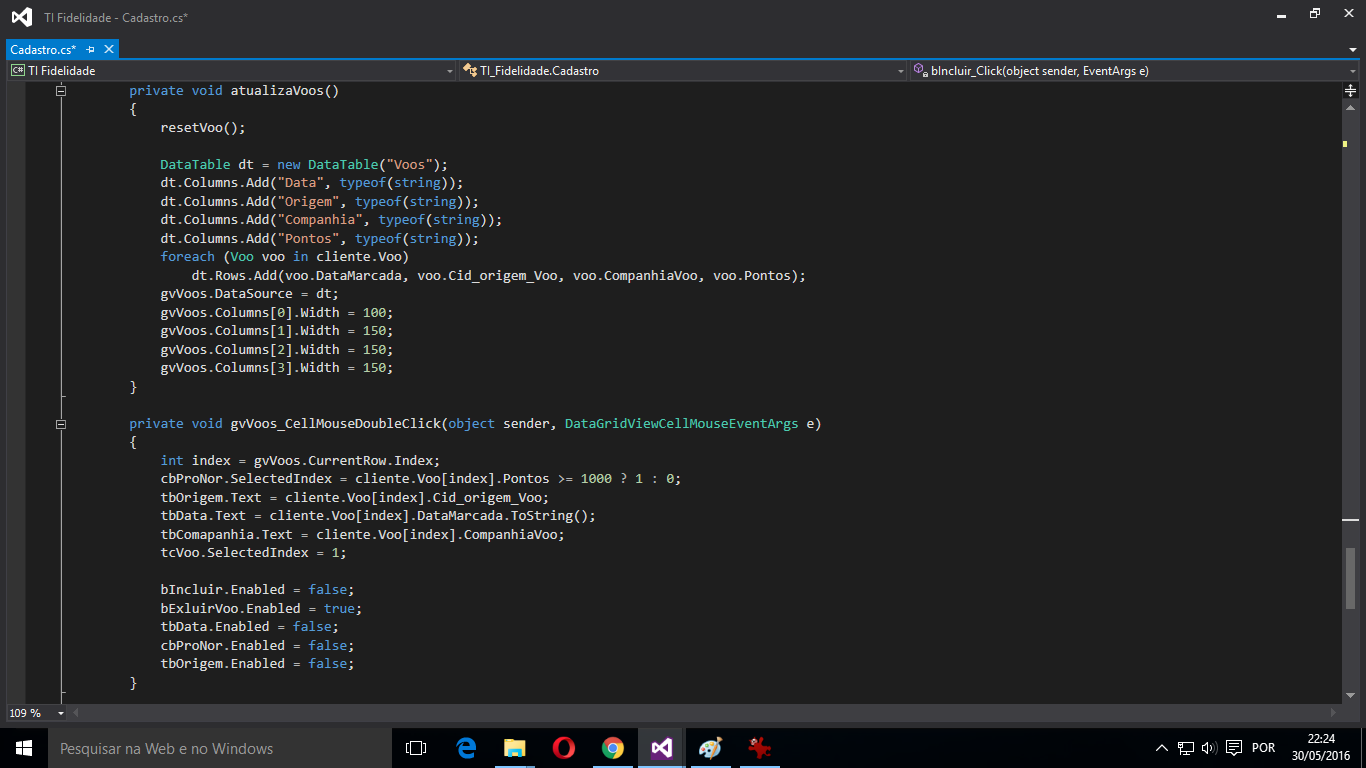 TI Fidelidade - Cadastro.cs*
Cadastro.cs*
C# TI Fidelidade TI_Fidelidade.Cadastro bIncluir_Click(object sender, EventArgs e)
private void atualizaVoos()
{
resetVoo();
DataTable dt = new DataTable("Voos");
dt.Columns.Add("Data", typeof(string));
dt.Columns.Add("Origem", typeof(string));
dt.Columns.Add("Companhia", typeof(string));
dt.Columns.Add("Pontos", typeof(string));
foreach (Voo voo in cliente.Voo)
dt.Rows.Add(voo.DataMarcada, voo.Cid_origem_Voo, voo.CompanhiaVoo, voo.Pontos);
gvVoos.DataSource = dt;
gvVoos.Columns[0].Width = 100;
gvVoos.Columns[1].Width = 150;
gvVoos.Columns[2].Width = 150;
gvVoos.Columns[3].Width = 150;
}
private void gvVoos_CellMouseDoubleClick(object sender, DataGridViewCellMouseEventArgs e)
{
int index = gvVoos.CurrentRow.Index;
cbProNor.SelectedIndex = cliente.Voo[index].Pontos >= 1000 ? 1 : 0;
tbOrigem.Text = cliente.Voo[index].Cid_origem_Voo;
tbData.Text = cliente.Voo[index].DataMarcada.ToString();
tbComapanhia.Text = cliente.Voo[index].CompanhiaVoo;
tcVoo.SelectedIndex = 1;
bIncluir.Enabled = false;
bExluirVoo.Enabled = true;
tbData.Enabled = false;
cbProNor.Enabled = false;
tbOrigem.Enabled = false;
}
109 %
Pesquisar na Web e no Windows
POR
22:24
30/05/2016